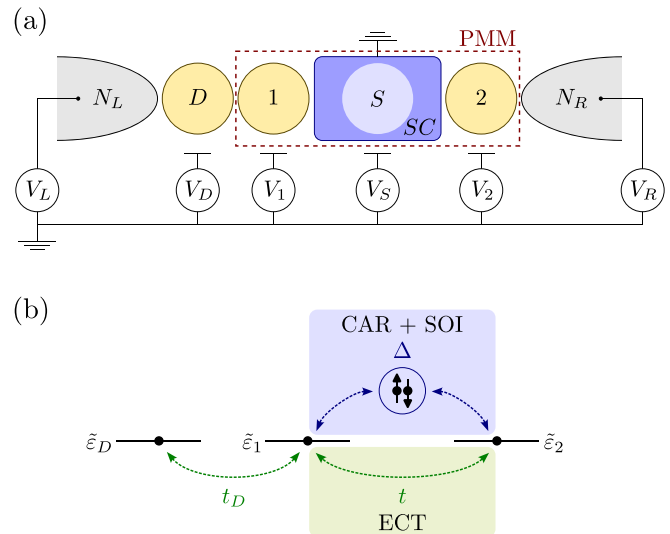 (a)
PMM
N_L D 1 S SC 2 N_R
V_L V_D V_1 V_S V_2 V_R
(b)
CAR + SOI
Δ
ε̃_D ε̃_1 ε̃_2
t_D t
ECT